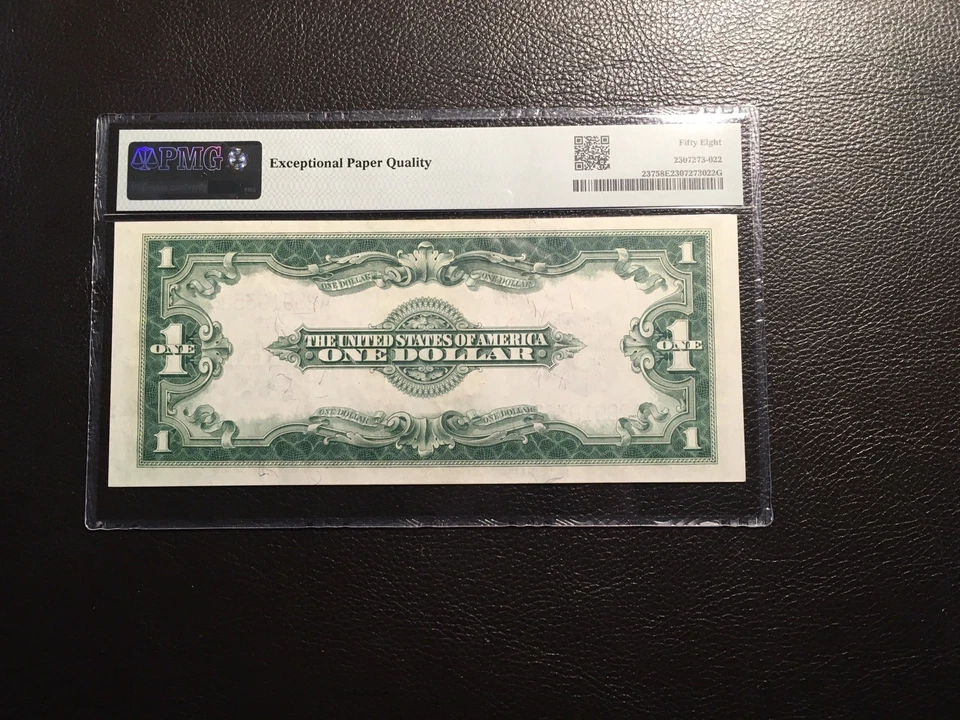 PMG
Exceptional Paper Quality
Fifty Eight
2307273-022
23758E2307273022G
1
1
ONE DOLLAR
ONE DOLLAR
1
ONE
THE UNITED STATES OF AMERICA
ONE DOLLAR
1
ONE
ONE DOLLAR
ONE DOLLAR
1
1